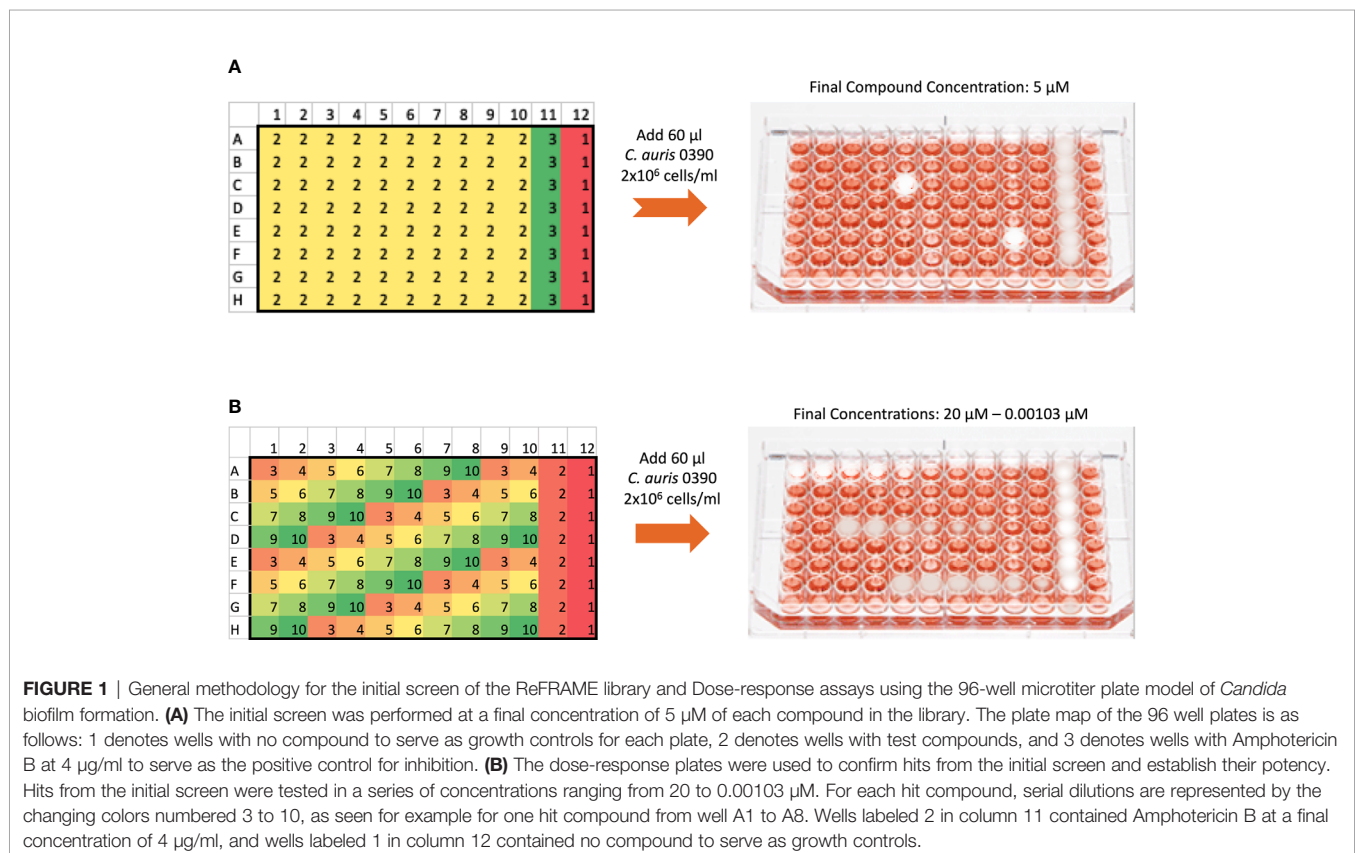 A
1 2 3 4 5 6 7 8 9 10 11 12
A 2 2 2 2 2 2 2 2 2 2 3 1
B 2 2 2 2 2 2 2 2 2 2 3 1
C 2 2 2 2 2 2 2 2 2 2 3 1
D 2 2 2 2 2 2 2 2 2 2 3 1
E 2 2 2 2 2 2 2 2 2 2 3 1
F 2 2 2 2 2 2 2 2 2 2 3 1
G 2 2 2 2 2 2 2 2 2 2 3 1
H 2 2 2 2 2 2 2 2 2 2 3 1
Add 60 µl
C. auris 0390
2x10⁶ cells/ml
Final Compound Concentration: 5 µM
B
1 2 3 4 5 6 7 8 9 10 11 12
A 3 4 5 6 7 8 9 10 3 4 2 1
B 5 6 7 8 9 10 3 4 5 6 2 1
C 7 8 9 10 3 4 5 6 7 8 2 1
D 9 10 3 4 5 6 7 8 9 10 2 1
E 3 4 5 6 7 8 9 10 3 4 2 1
F 5 6 7 8 9 10 3 4 5 6 2 1
G 7 8 9 10 3 4 5 6 7 8 2 1
H 9 10 3 4 5 6 7 8 9 10 2 1
Add 60 µl
C. auris 0390
2x10⁶ cells/ml
Final Concentrations: 20 µM – 0.00103 µM
FIGURE 1 | General methodology for the initial screen of the ReFRAME library and Dose-response assays using the 96-well microtiter plate model of Candida
biofilm formation. (A) The initial screen was performed at a final concentration of 5 µM of each compound in the library. The plate map of the 96 well plates is as
follows: 1 denotes wells with no compound to serve as growth controls for each plate, 2 denotes wells with test compounds, and 3 denotes wells with Amphotericin
B at 4 µg/ml to serve as the positive control for inhibition. (B) The dose-response plates were used to confirm hits from the initial screen and establish their potency.
Hits from the initial screen were tested in a series of concentrations ranging from 20 to 0.00103 µM. For each hit compound, serial dilutions are represented by the
changing colors numbered 3 to 10, as seen for example for one hit compound from well A1 to A8. Wells labeled 2 in column 11 contained Amphotericin B at a final
concentration of 4 µg/ml, and wells labeled 1 in column 12 contained no compound to serve as growth controls.